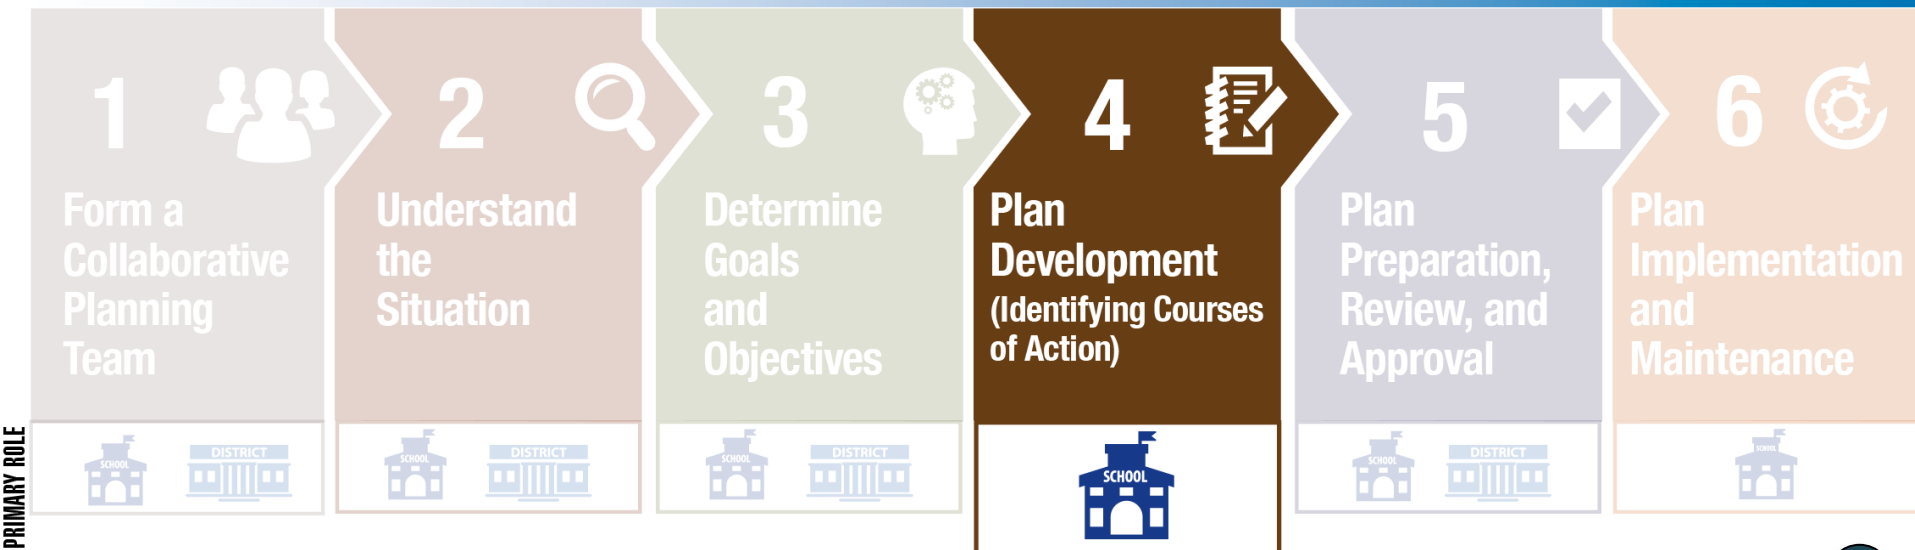 1
Form a
Collaborative
Planning
Team
2
Understand
the
Situation
3
Determine
Goals
and
Objectives
4
Plan
Development
(Identifying Courses
of Action)
5
Plan
Preparation,
Review, and
Approval
6
Plan
Implementation
and
Maintenance
PRIMARY ROLE
SCHOOL
DISTRICT
SCHOOL
DISTRICT
SCHOOL
DISTRICT
SCHOOL
SCHOOL
DISTRICT
SCHOOL